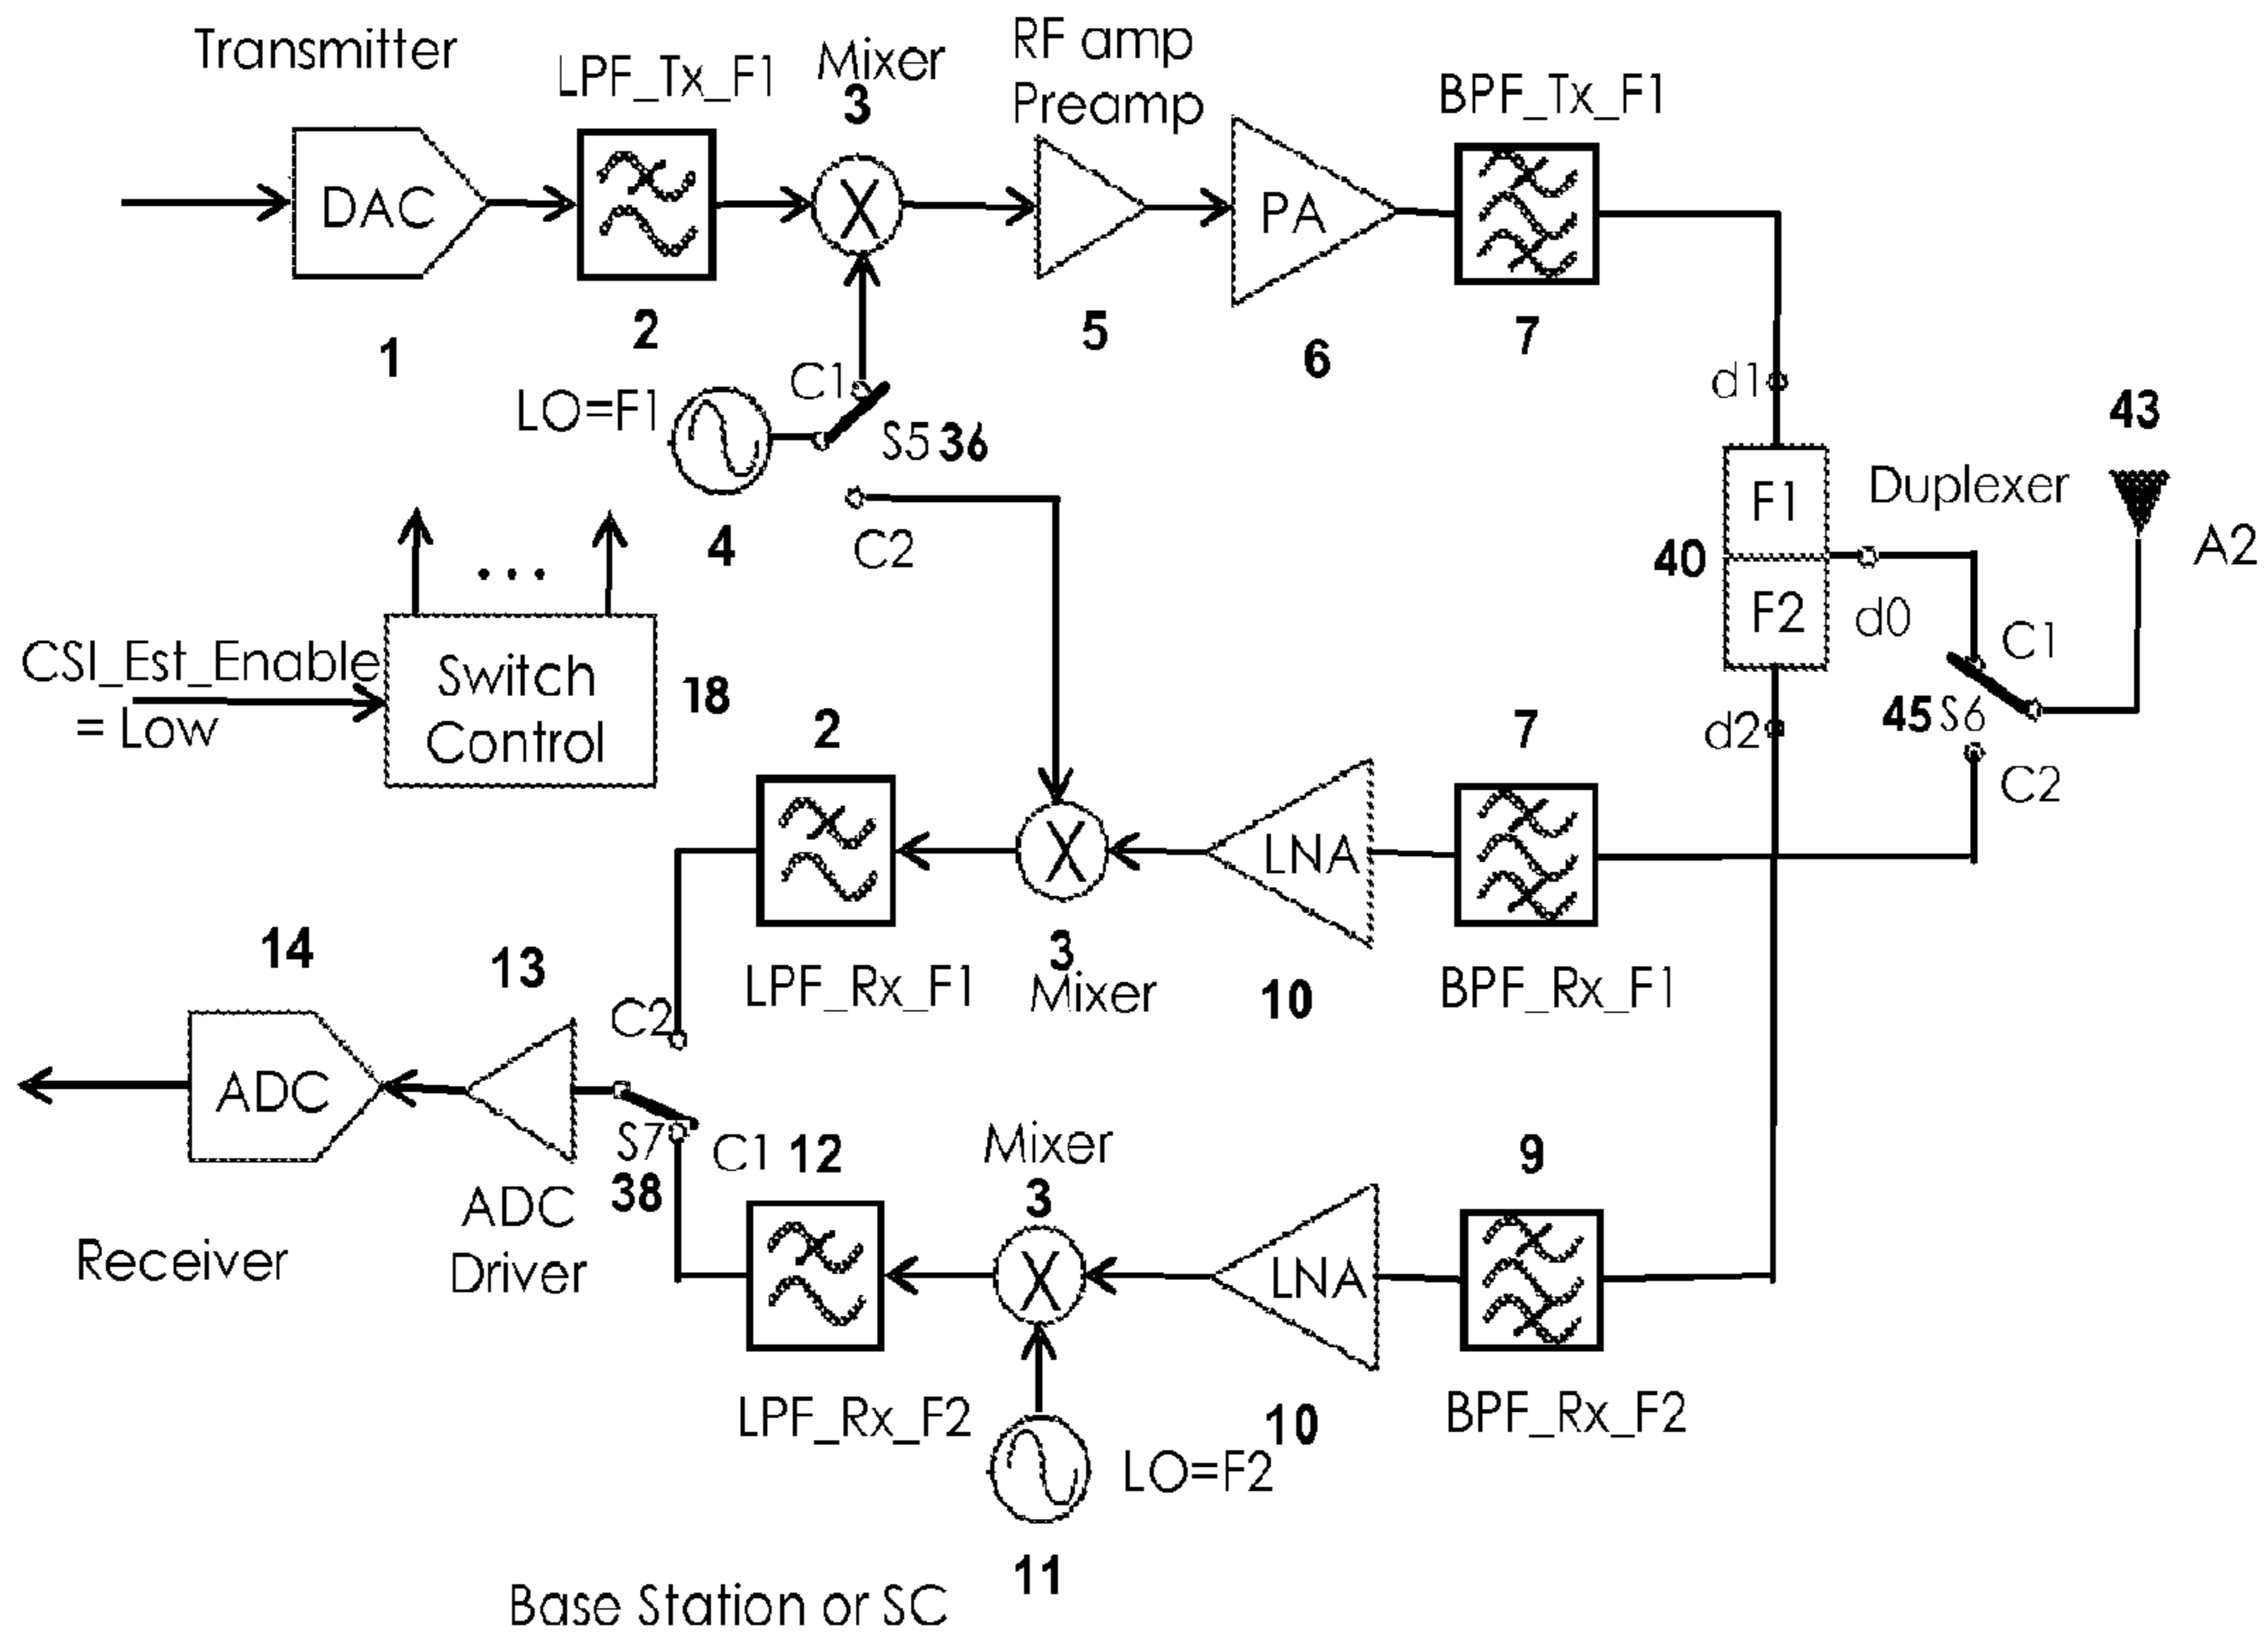 Transmitter
LPF_Tx_F1
Mixer
3
RF amp
Preamp
BPF_Tx_F1
DAC
X
PA
1
2
5
6
7
LO=F1
C1
S5 36
4
C2
d1
43
F1
Duplexer
40
F2
d0
A2
C1
45 S6
d2
C2
...
CSI_Est_Enable
= Low
Switch
Control
18
2
7
X
LNA
LPF_Rx_F1
3
Mixer
10
BPF_Rx_F1
14
13
C2
ADC
S7
C1
38
12
Mixer
3
9
ADC
Driver
Receiver
X
LNA
LPF_Rx_F2
10
BPF_Rx_F2
LO=F2
11
Base Station or SC